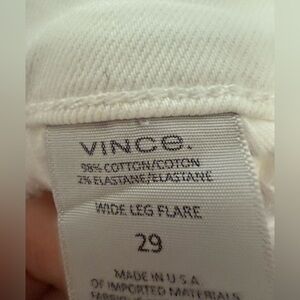 VINCE.
98% COTTON/COTON
2% ELASTANE/ELASTANE
WIDE LEG FLARE
29
MADE IN U S A
OF IMPORTED MATERIALS